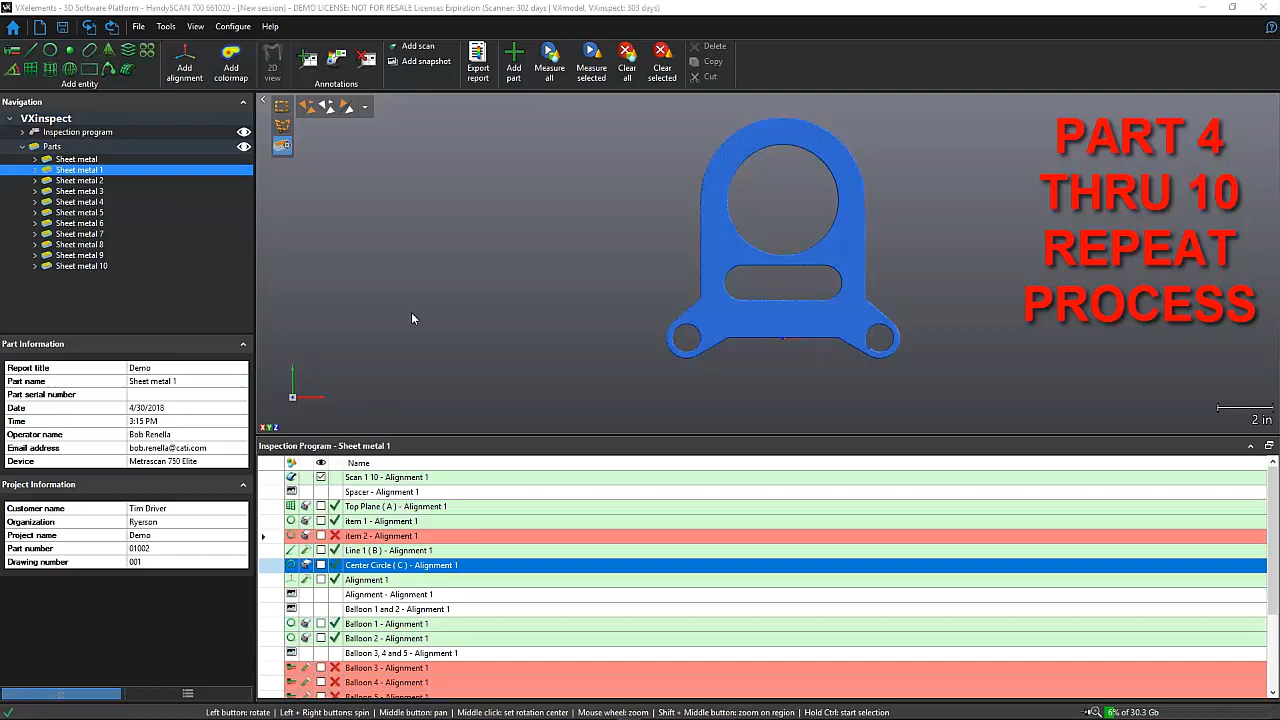 VXelements - 3D Software Platform - HandySCAN 700 661020 - [New session] - DEMO LICENSE: NOT FOR RESALE Licenses Expiration (Scanner: 302 days | VXmodel, VXinspect: 303 days)
File Tools View Configure Help
Add entity
Add alignment
Add colormap
2D view
Annotations
Add scan
Add snapshot
Export report
Add part
Measure all
Measure selected
Clear all
Clear selected
Delete
Copy
Cut
Navigation
VXinspect
Inspection program
Parts
Sheet metal
Sheet metal 1
Sheet metal 2
Sheet metal 3
Sheet metal 4
Sheet metal 5
Sheet metal 6
Sheet metal 7
Sheet metal 8
Sheet metal 9
Sheet metal 10
PART 4
THRU 10
REPEAT
PROCESS
2 in
X Y Z
Part Information
Report title Demo
Part name Sheet metal 1
Part serial number
Date 4/30/2018
Time 3:15 PM
Operator name Bob Renella
Email address bob.renella@cati.com
Device Metrascan 750 Elite
Project Information
Customer name Tim Driver
Organization Ryerson
Project name Demo
Part number 01002
Drawing number 001
Inspection Program - Sheet metal 1
Name
Scan 1 10 - Alignment 1
Spacer - Alignment 1
Top Plane ( A ) - Alignment 1
item 1 - Alignment 1
item 2 - Alignment 1
Line 1 ( B ) - Alignment 1
Center Circle ( C ) - Alignment 1
Alignment 1
Alignment - Alignment 1
Balloon 1 and 2 - Alignment 1
Balloon 1 - Alignment 1
Balloon 2 - Alignment 1
Balloon 3, 4 and 5 - Alignment 1
Balloon 3 - Alignment 1
Balloon 4 - Alignment 1
Balloon 5 - Alignment 1
Left button: rotate | Left + Right buttons: spin | Middle button: pan | Middle click: set rotation center | Mouse wheel: zoom | Shift + Middle button: zoom on region | Hold Ctrl: start selection
6% of 30.3 Gb